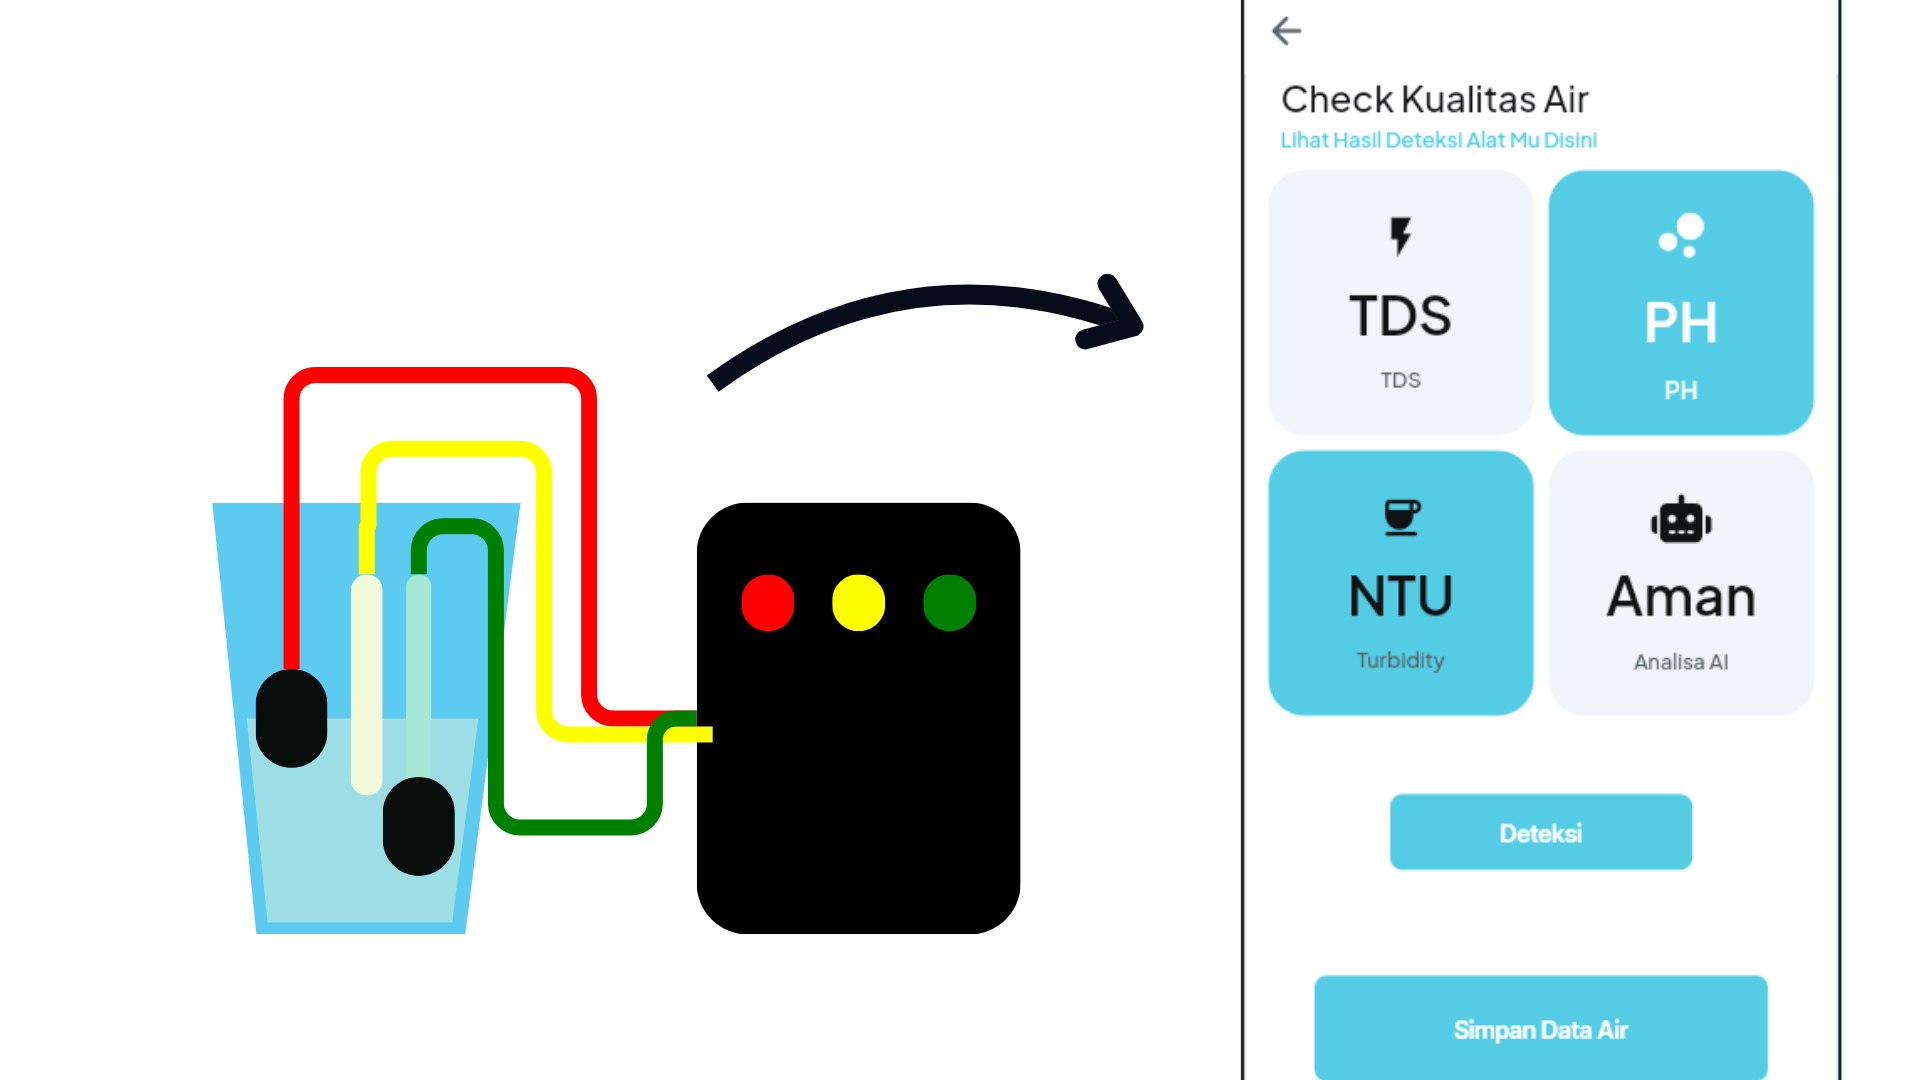 Check Kualitas Air
Lihat Hasil Deteksi Alat Mu Disini
TDS
TDS
PH
PH
NTU
Turbidity
Aman
Analisa AI
Deteksi
Simpan Data Air